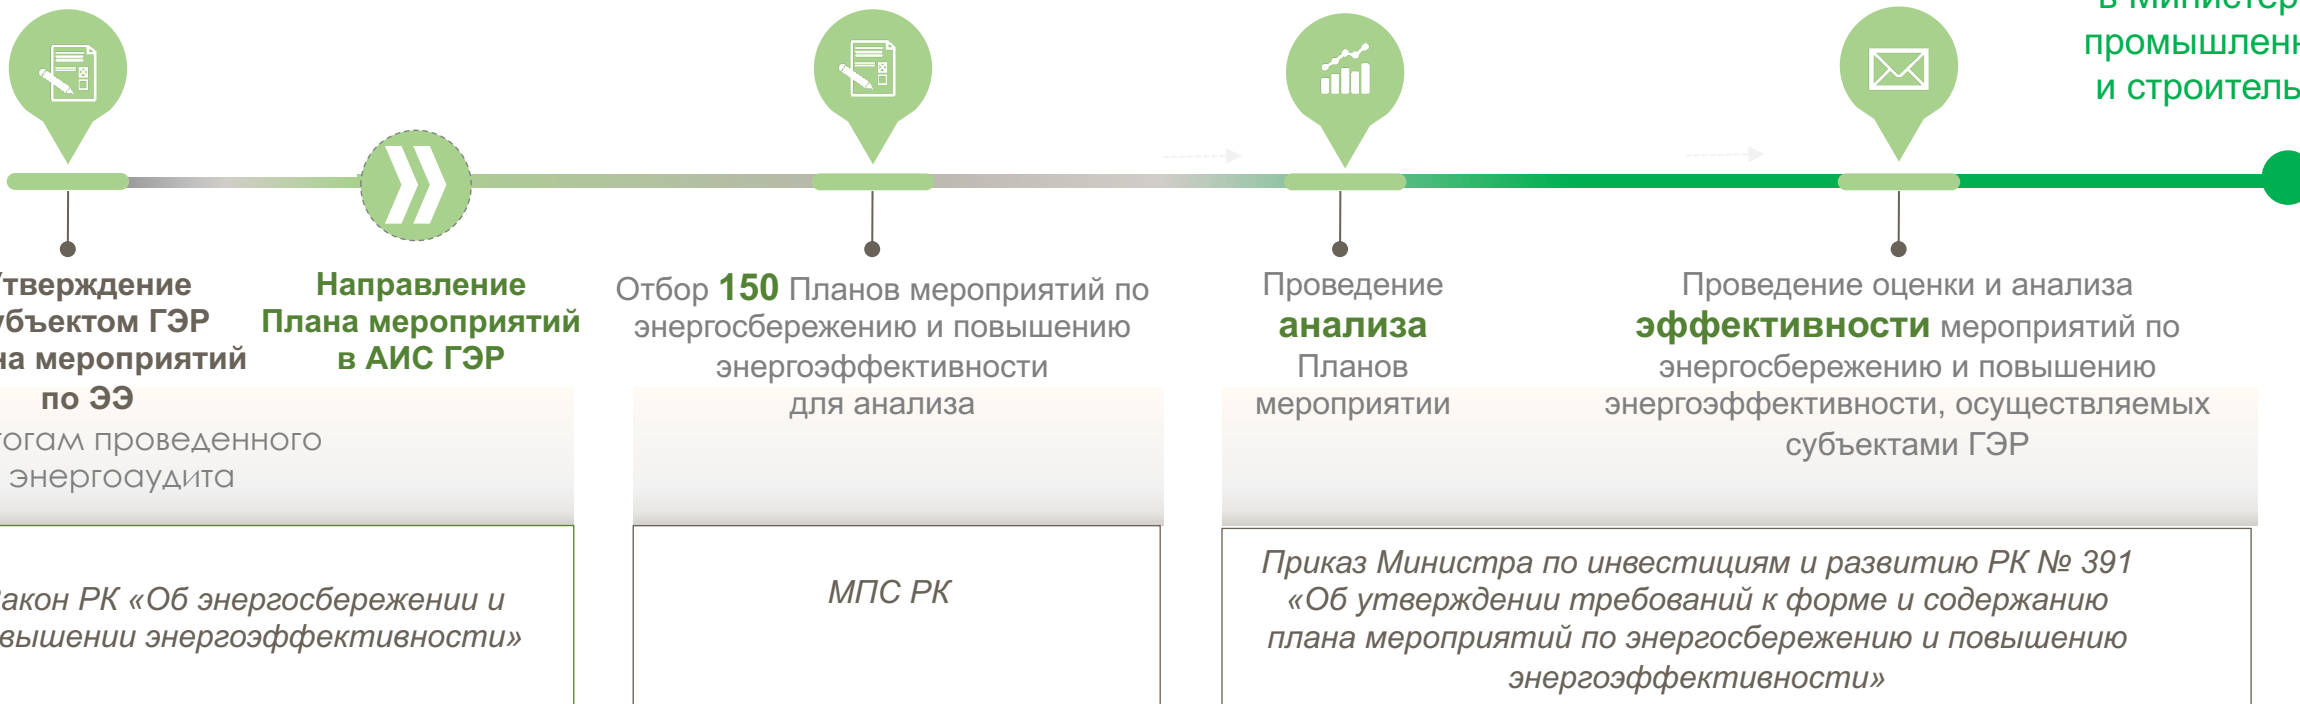 в Министер
промышленн
и строитель
тверждение
убъектом ГЭР
на мероприятий
по ЭЭ
огам проведенного
энергоаудита
Направление
Плана мероприятий
в АИС ГЭР
Отбор 150 Планов мероприятий по
энергосбережению и повышению
энергоэффективности
для анализа
Проведение
анализа
Планов
мероприятии
Проведение оценки и анализа
эффективности мероприятий по
энергосбережению и повышению
энергоэффективности, осуществляемых
субъектами ГЭР
Закон РК «Об энергосбережении и
вышении энергоэффективности»
МПС РК
Приказ Министра по инвестициям и развитию РК № 391
«Об утверждении требований к форме и содержанию
плана мероприятий по энергосбережению и повышению
энергоэффективности»